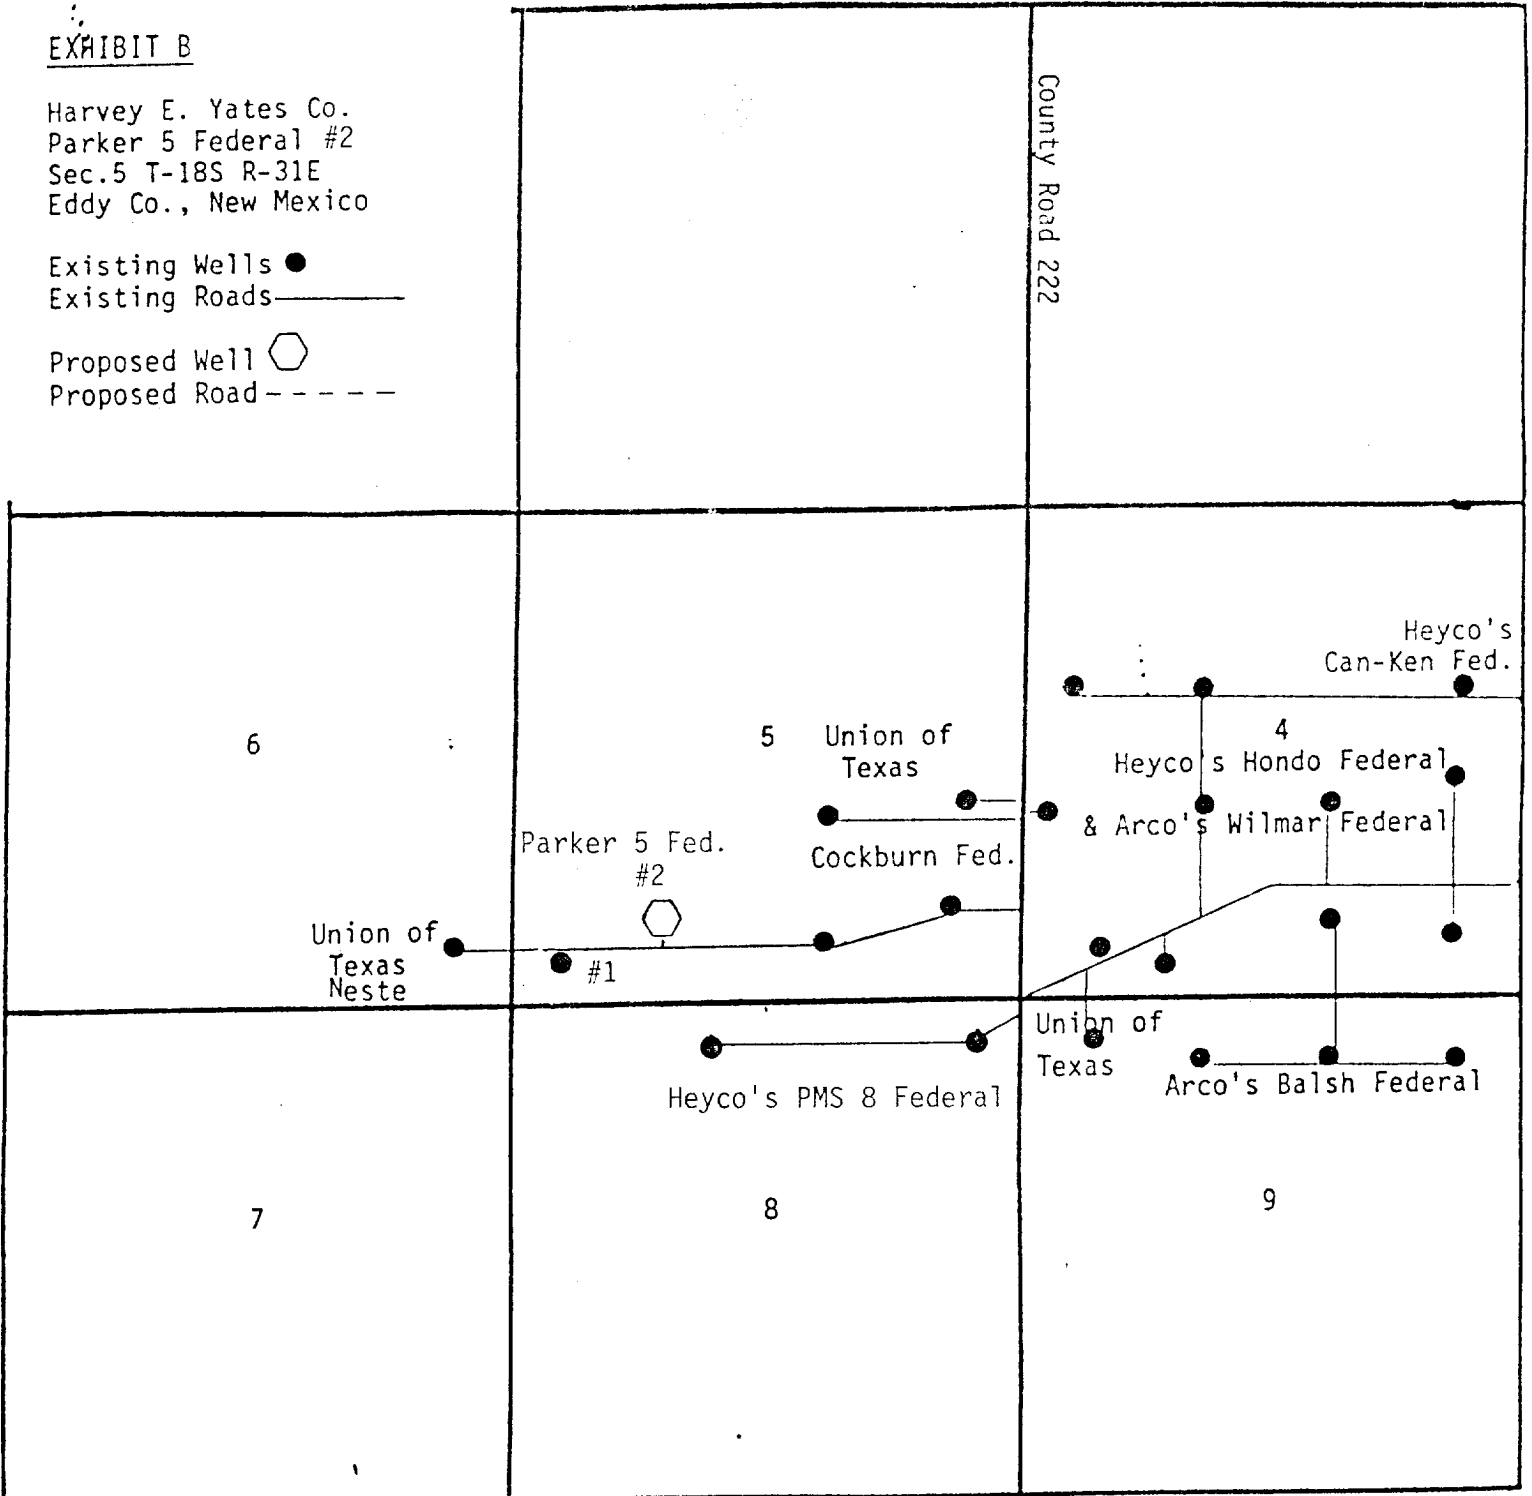 EXHIBIT B
Harvey E. Yates Co.
Parker 5 Federal #2
Sec.5 T-18S R-31E
Eddy Co., New Mexico
Existing Wells
Existing Roads
Proposed Well
Proposed Road
County Road 222
Heyco's
Can-Ken Fed.
6
5
Union of
Texas
4
Heyco's Hondo Federal
& Arco's Wilmar Federal
Parker 5 Fed.
#2
Cockburn Fed.
Union of
Texas
Neste
#1
Union of
Texas
Arco's Balsh Federal
Heyco's PMS 8 Federal
7
8
9